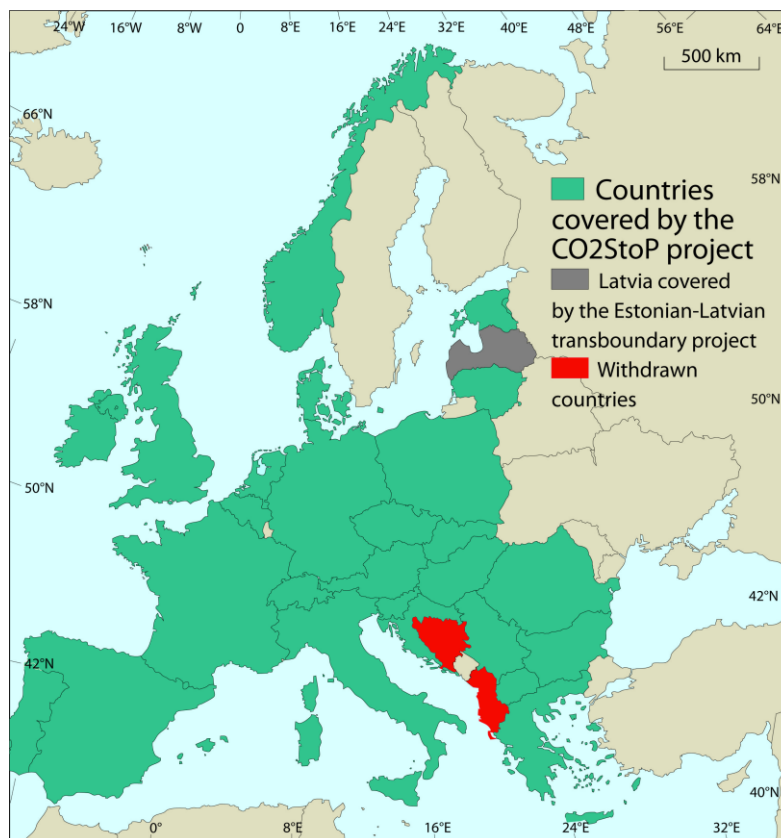 24°W 16°W 8°W 0 8°E 16°E 24°E 32°E 40°E 56°E 64°E
500 km
66°N
58°N
Countries
covered by the
CO2StoP project
Latvia covered
by the Estonian-Latvian
transboundary project
Withdrawn
countries
58°N
50°N
50°N
42°N
42°N
40°N
0° 8°E 16°E 24°E 32°E